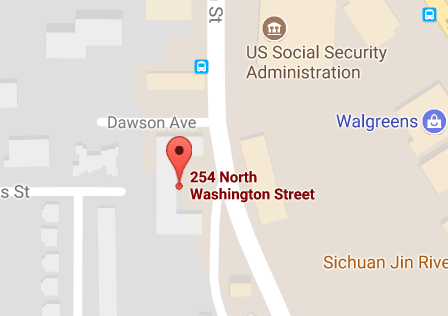 St
US Social Security
Administration
Walgreens
Dawson Ave
254 North
Washington Street
s St
Sichuan Jin Rive